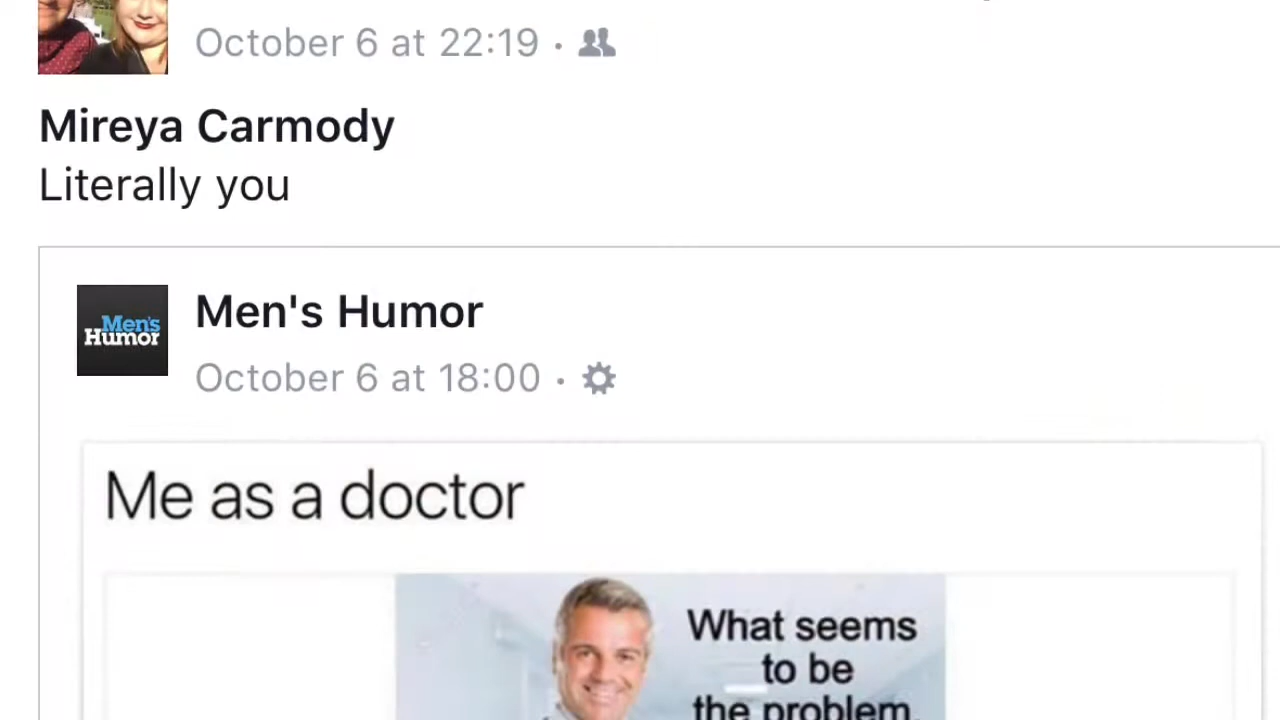 October 6 at 22:19 ·
Mireya Carmody
Literally you
Men's
Humor
Men's Humor
October 6 at 18:00 ·
Me as a doctor
What seems
to be
the problem,